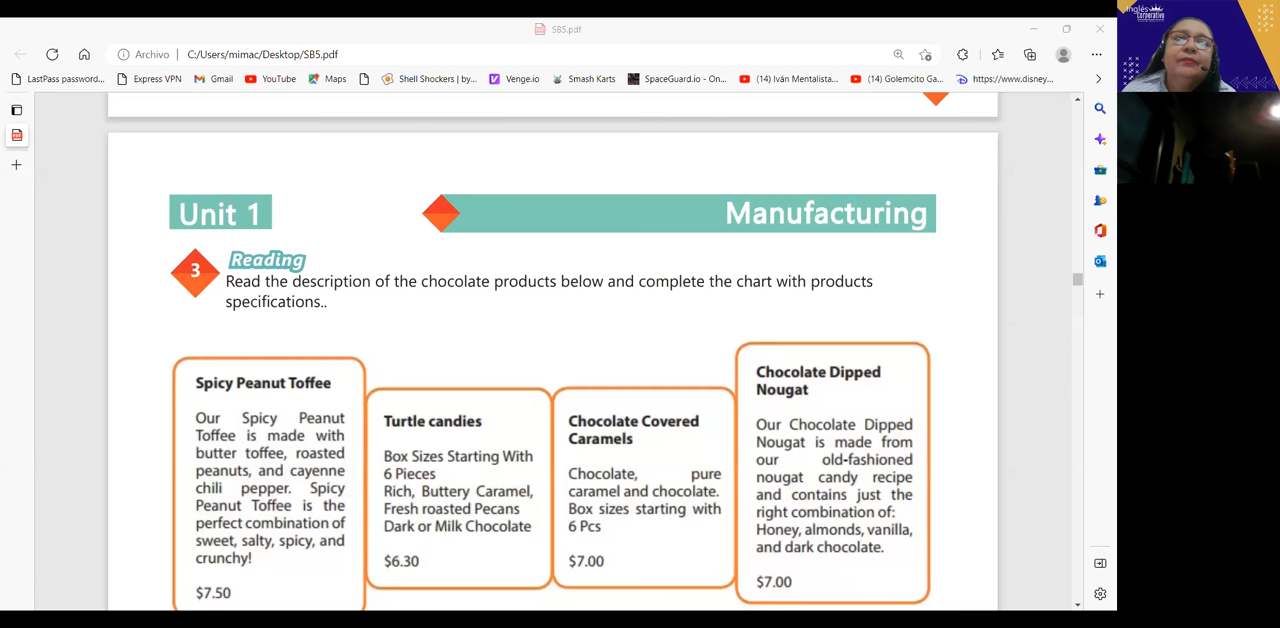 SB5.pdf
Archivo
C:/Users/mimac/Desktop/SB5.pdf
LastPass password...
Express VPN
Gmail
YouTube
Maps
Shell Shockers | by...
Venge.io
Smash Karts
SpaceGuard.io - On...
(14) Iván Mentalista...
(14) Golemcito Ga...
https://www.disney...
Inglés
Corporativo
Unit 1
Manufacturing
3
Reading
Read the description of the chocolate products below and complete the chart with products
specifications..
Spicy Peanut Toffee
Our Spicy Peanut
Toffee is made with
butter toffee, roasted
peanuts, and cayenne
chili pepper. Spicy
Peanut Toffee is the
perfect combination of
sweet, salty, spicy, and
crunchy!
$7.50
Turtle candies
Box Sizes Starting With
6 Pieces
Rich, Buttery Caramel,
Fresh roasted Pecans
Dark or Milk Chocolate
$6.30
Chocolate Covered
Caramels
Chocolate, pure
caramel and chocolate.
Box sizes starting with
6 Pcs
$7.00
Chocolate Dipped
Nougat
Our Chocolate Dipped
Nougat is made from
our old-fashioned
nougat candy recipe
and contains just the
right combination of:
Honey, almonds, vanilla,
and dark chocolate.
$7.00